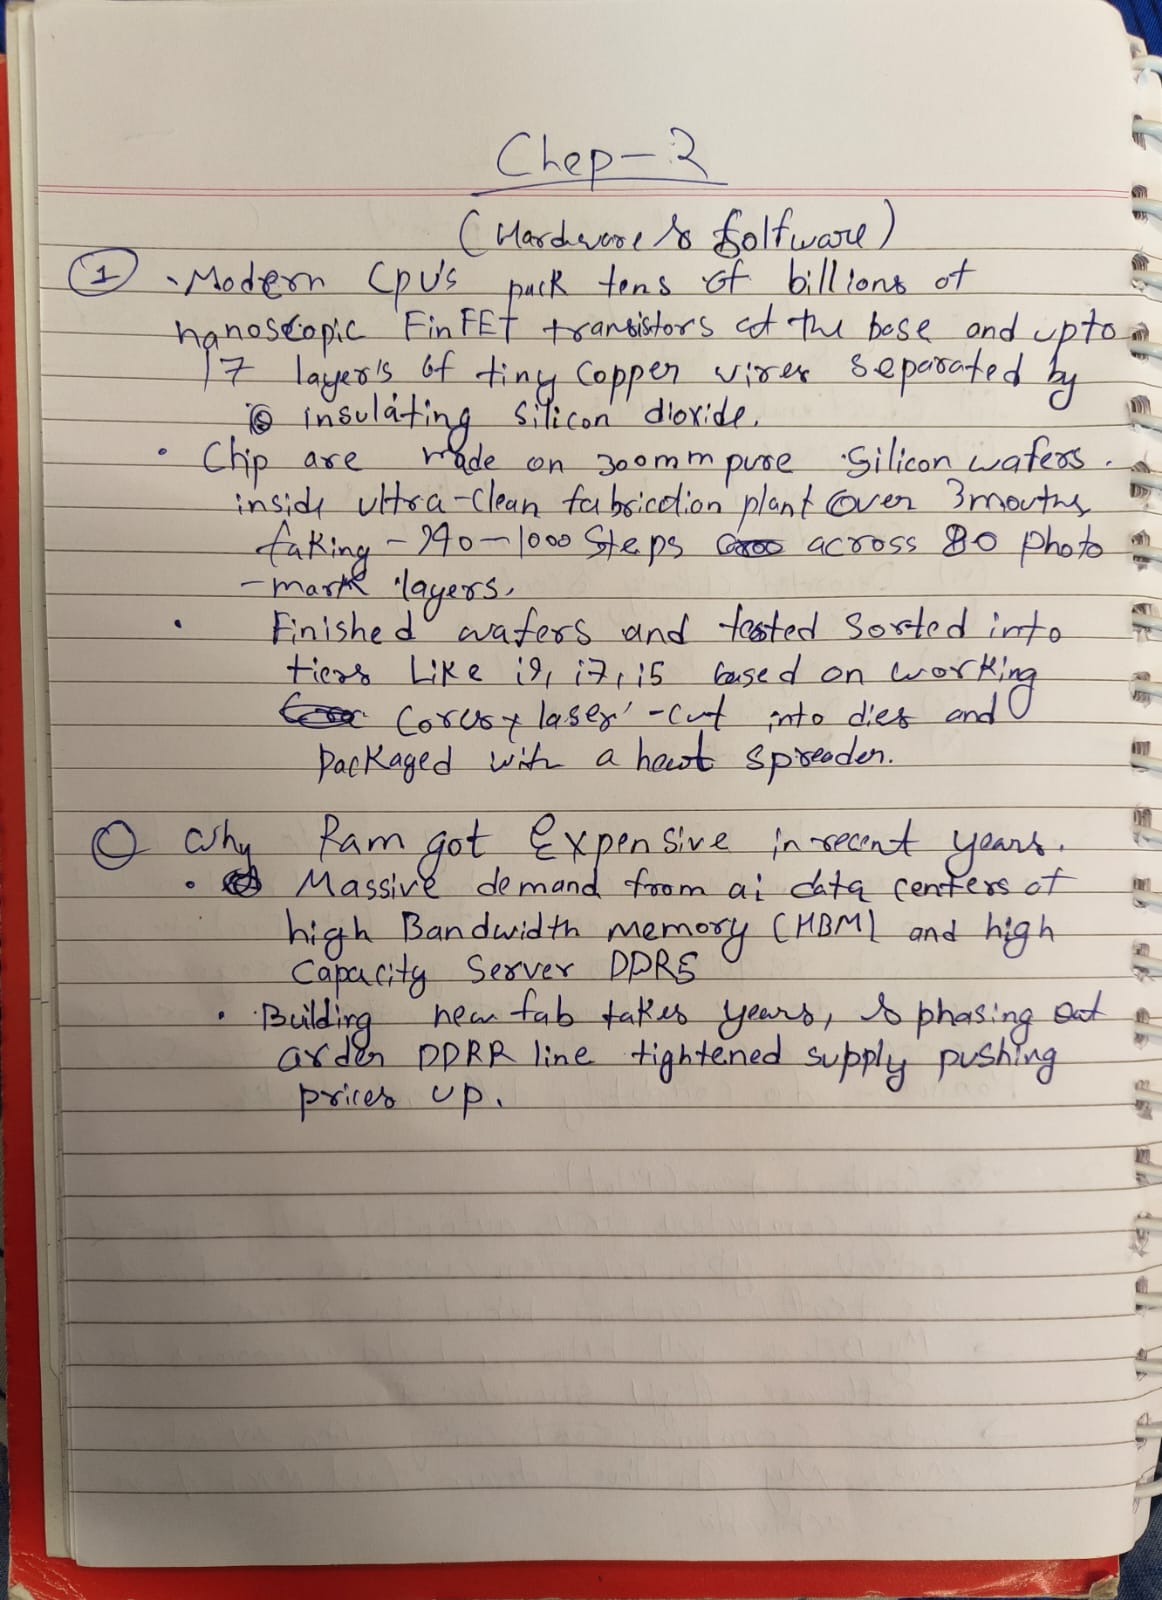 Chep-2
(Hardware & Solftware)
1 · Modern CPU's pack tens of billions of
nanoscopic FinFET transistors at the base and upto
17 layer's of tiny copper wires separated by
insulating silicon dioxide.
· Chip are made on 300mm pure silicon wafers.
inside ultra-clean fabrication plant over 3 months
taking - 940-1000 steps across 80 photo
-mask layers.
· Finished wafers and tested sorted into
tiers Like i9, i7, i5 based on working
Cores, laser-cut into dies and
Packaged with a heat spreader.
Why Ram got Expensive in recent years.
· Massive demand from ai data centers of
high Bandwidth memory (HBM) and high
Capacity Server DDR5
· Building new fab takes years, & phasing out
DDRR line tightened supply pushing
prices up.